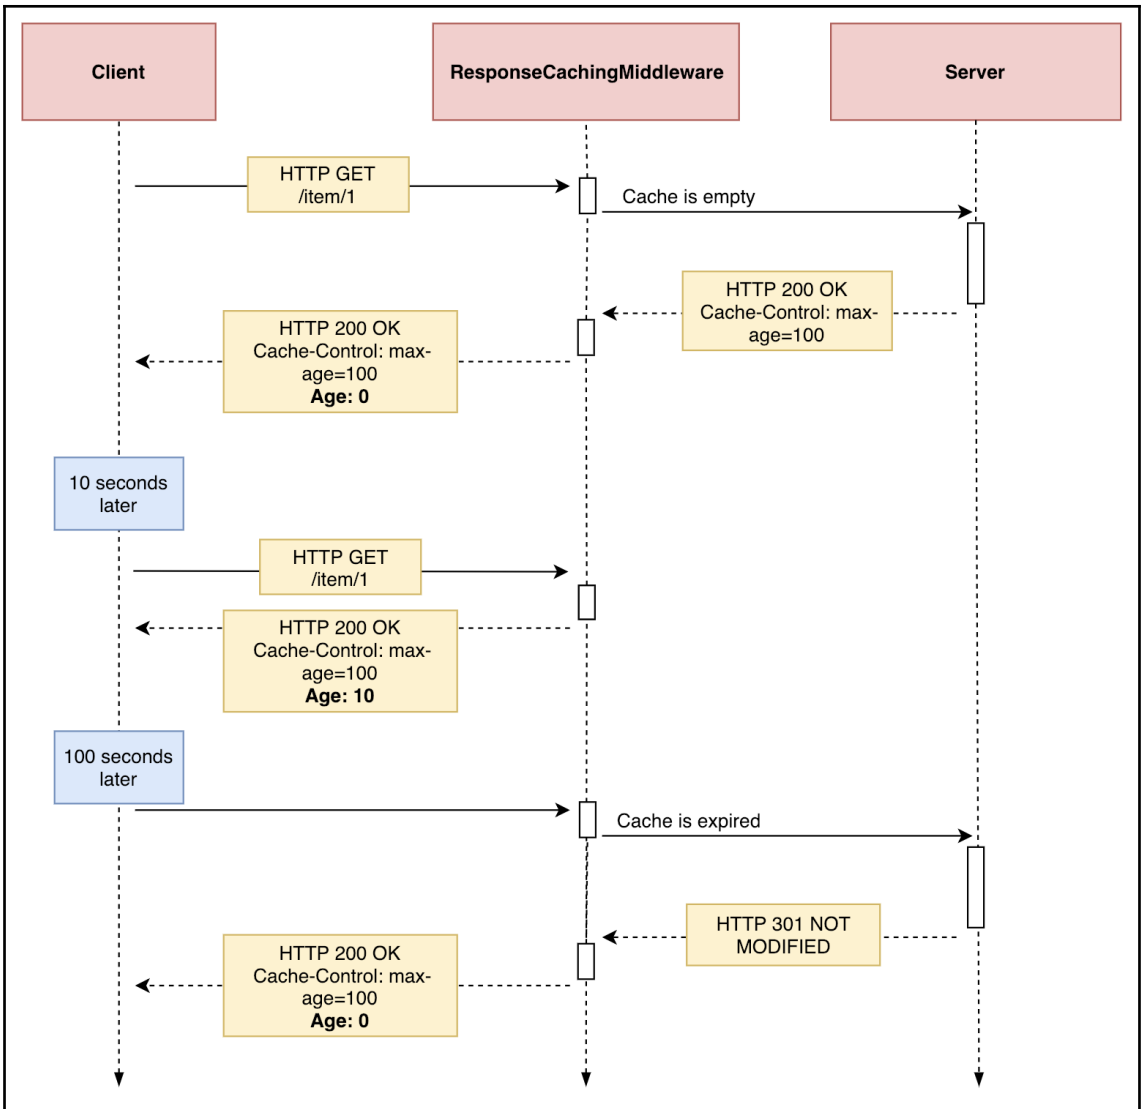 Client
ResponseCachingMiddleware
Server
HTTP GET
/item/1
Cache is empty
HTTP 200 OK
Cache-Control: max-
age=100
HTTP 200 OK
Cache-Control: max-
age=100
Age: 0
10 seconds
later
HTTP GET
/item/1
HTTP 200 OK
Cache-Control: max-
age=100
Age: 10
100 seconds
later
Cache is expired
HTTP 301 NOT
MODIFIED
HTTP 200 OK
Cache-Control: max-
age=100
Age: 0